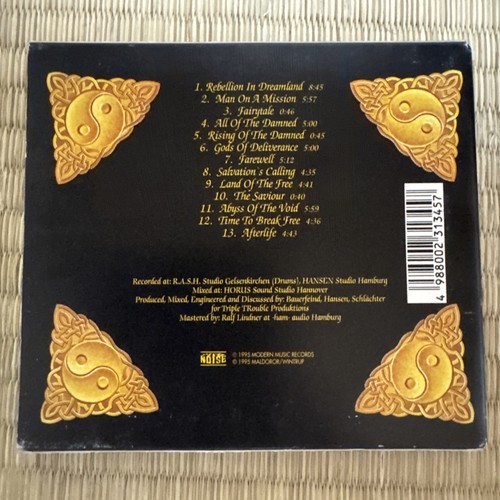 1. Rebellion In Dreamland 8:45
2. Man On A Mission 5:57
3. Fairytale 0:46
4. All Of The Damned 5:00
5. Rising Of The Damned 0:45
6. Gods Of Deliverance 5:00
7. Farewell 5:12
8. Salvation's Calling 4:35
9. Land Of The Free 4:41
10. The Saviour 0:40
11. Abyss Of The Void 5:59
12. Time To Break Free 4:36
13. Afterlife 4:43
4 988002 313457
Recorded at: R.A.S.H. Studio Gelsenkirchen (Drums), HANSEN Studio Hamburg
Mixed at: HORUS Sound Studio Hannover
Produced, Mixed, Engineered and Discussed by: Bauerfeind, Hansen, Schlächter
for Triple TRouble Produktions
Mastered by: Ralf Lindner at 4ham- audio Hamburg
NOISE
℗ 1995 MODERN MUSIC RECORDS
© 1995 MALDOROR/WINTRUP